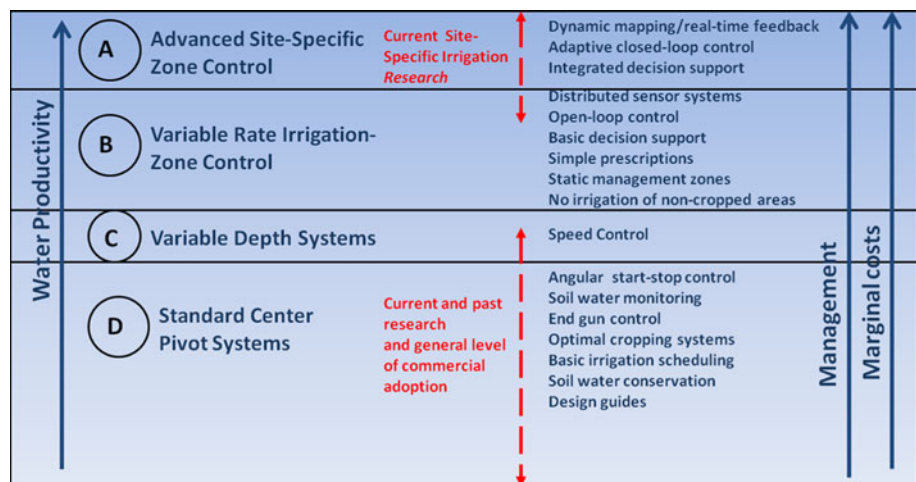 Water Productivity
A
Advanced Site-Specific
Zone Control
Current Site-
Specific Irrigation
Research
Dynamic mapping/real-time feedback
Adaptive closed-loop control
Integrated decision support
B
Variable Rate Irrigation-
Zone Control
Distributed sensor systems
Open-loop control
Basic decision support
Simple prescriptions
Static management zones
No irrigation of non-cropped areas
C
Variable Depth Systems
Speed Control
D
Standard Center
Pivot Systems
Current and past
research
and general level
of commercial
adoption
Angular start-stop control
Soil water monitoring
End gun control
Optimal cropping systems
Basic irrigation scheduling
Soil water conservation
Design guides
Management
Marginal costs